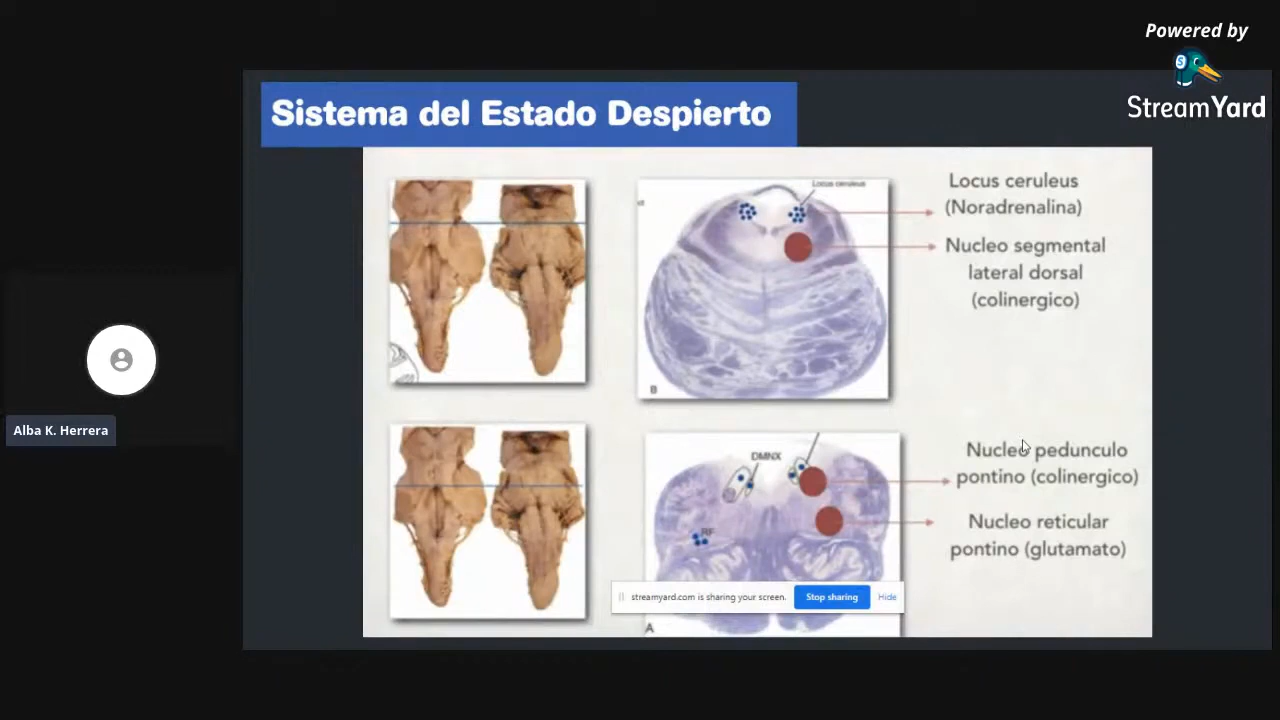 Powered by
StreamYard
Sistema del Estado Despierto
Locus ceruleus
Locus ceruleus
(Noradrenalina)
Nucleo segmental
lateral dorsal
(colinergico)
B
Alba K. Herrera
DMNX
RF
Nucleo pedunculo
pontino (colinergico)
Nucleo reticular
pontino (glutamato)
streamyard.com is sharing your screen.
Stop sharing
Hide
A